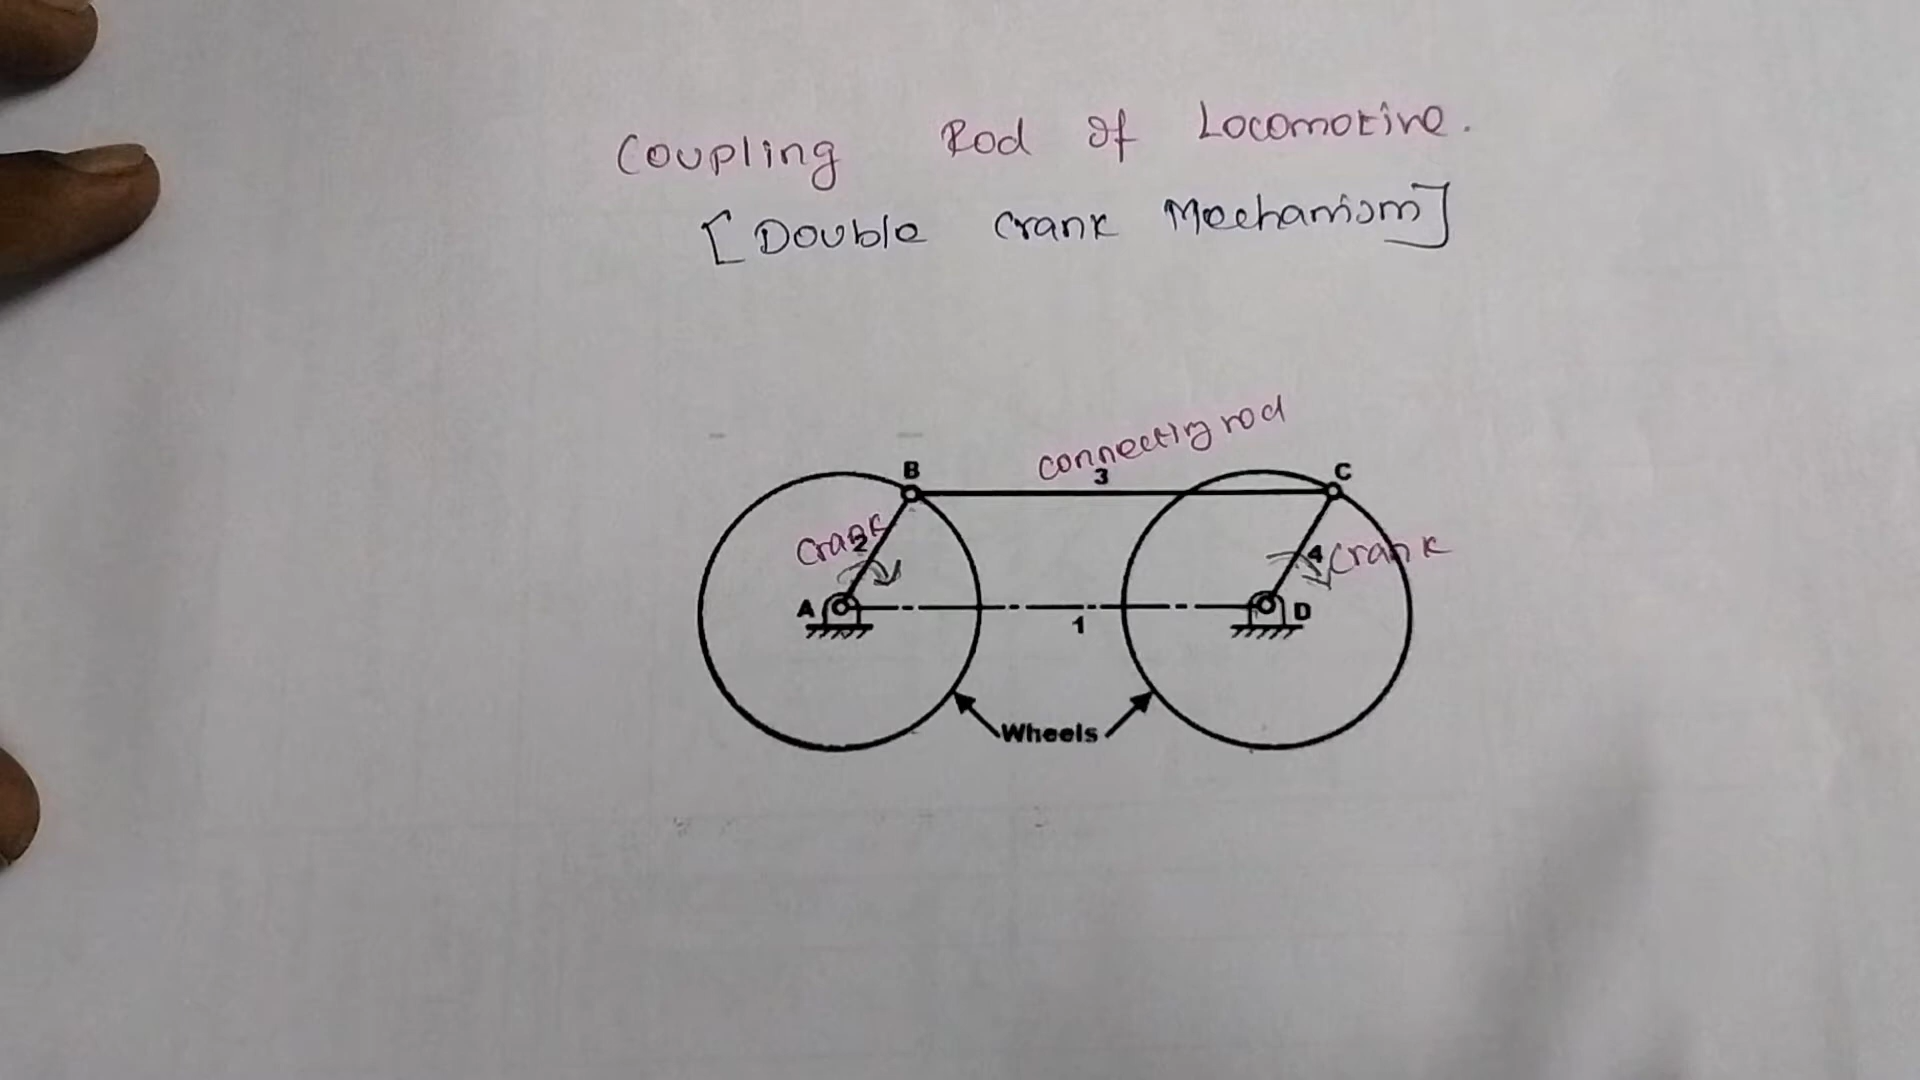 Coupling Rod of Locomotive.
[Double Crank Mechanism]
connecting rod
B
3
C
Crank
2
4
Crank
A
D
1
Wheels